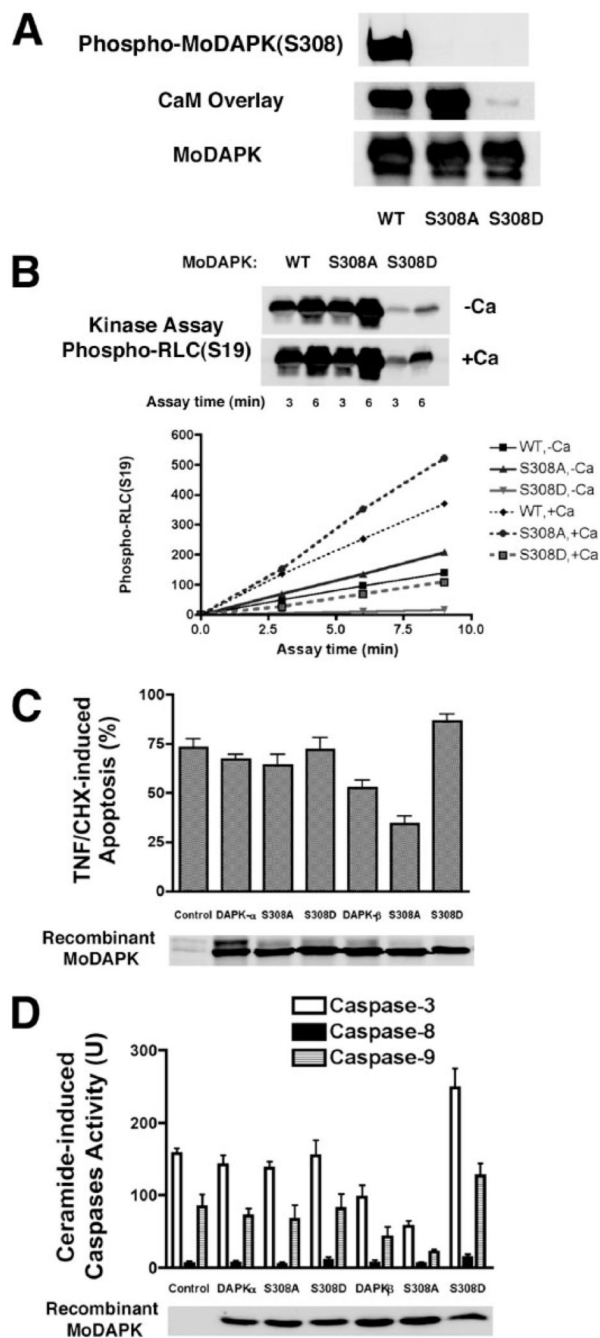 A
Phospho-MoDAPK(S308)
CaM Overlay
MoDAPK
WT S308A S308D
B
MoDAPK: WT S308A S308D
Kinase Assay
Phospho-RLC(S19)
-Ca
+Ca
Assay time (min) 3 6 3 6 3 6
Phospho-RLC(S19)
600
500
400
300
200
100
0
0.0 2.5 5.0 7.5 10.0
Assay time (min)
WT,-Ca
S308A,-Ca
S308D,-Ca
WT,+Ca
S308A,+Ca
S308D,+Ca
C
TNF/CHX-induced
Apoptosis (%)
100
75
50
25
0
Control DAPK-α S308A S308D DAPK-β S308A S308D
Recombinant
MoDAPK
D
Caspase-3
Caspase-8
Caspase-9
Ceramide-induced
Caspases Activity (U)
300
200
100
0
Control DAPKα S308A S308D DAPKβ S308A S308D
Recombinant
MoDAPK